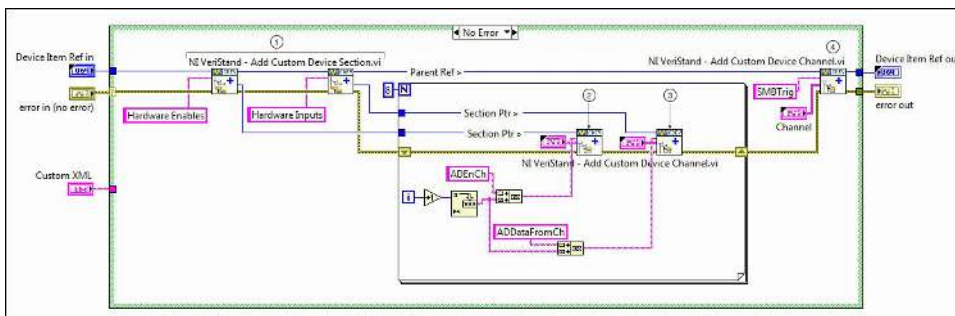 No Error
①
④
Device Item Ref in
NI VeriStand - Add Custom Device Section.vi
NI VeriStand - Add Custom Device Channel.vi
Device Item Ref ou
Parent Ref »
error in (no error)
Hardware Enables
Hardware Inputs
8
N
SMBTrig
error out
Channel
②
③
Section Ptr »
Section Ptr »
NI VeriStand - Add Custom Device Channel.vi
Custom XML
ADEnCh
i
ADDataFromCh